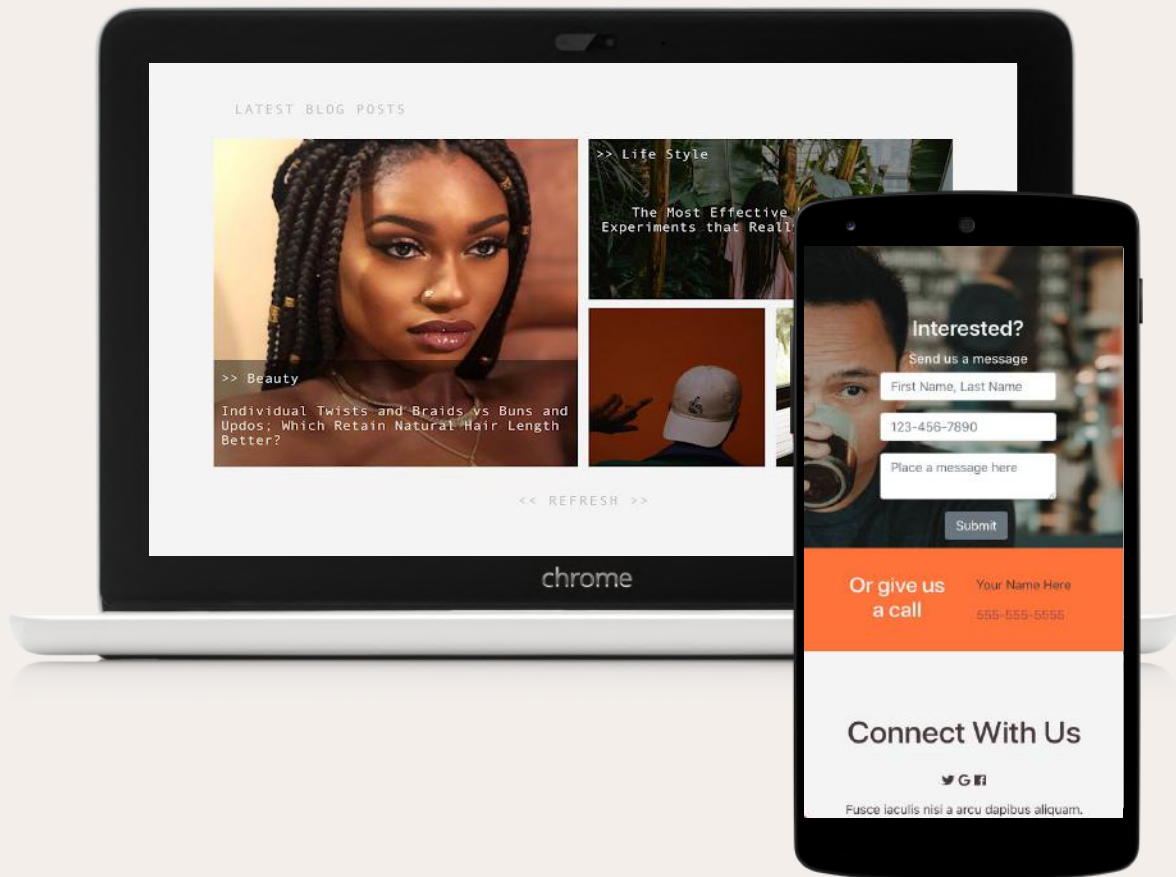 LATEST BLOG POSTS
>> Life Style
The Most Effective
Experiments that Reall
>> Beauty
Individual Twists and Braids vs Buns and
Updos; Which Retain Natural Hair Length
Better?
<< REFRESH >>
chrome
Interested?
Send us a message
First Name, Last Name
123-456-7890
Place a message here
Submit
Or give us
a call
Your Name Here
555-555-5555
Connect With Us
Fusce iaculis nisi a arcu dapibus aliquam.